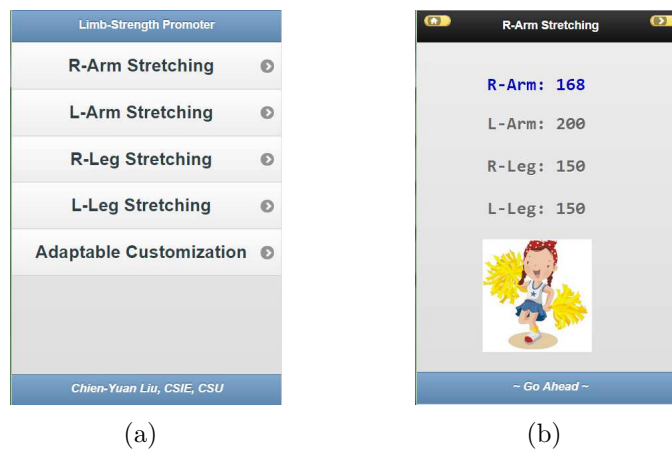 Limb-Strength Promoter
R-Arm Stretching
L-Arm Stretching
R-Leg Stretching
L-Leg Stretching
Adaptable Customization
Chien-Yuan Liu, CSIE, CSU
(a)
R-Arm Stretching
R-Arm: 168
L-Arm: 200
R-Leg: 150
L-Leg: 150
~ Go Ahead ~
(b)